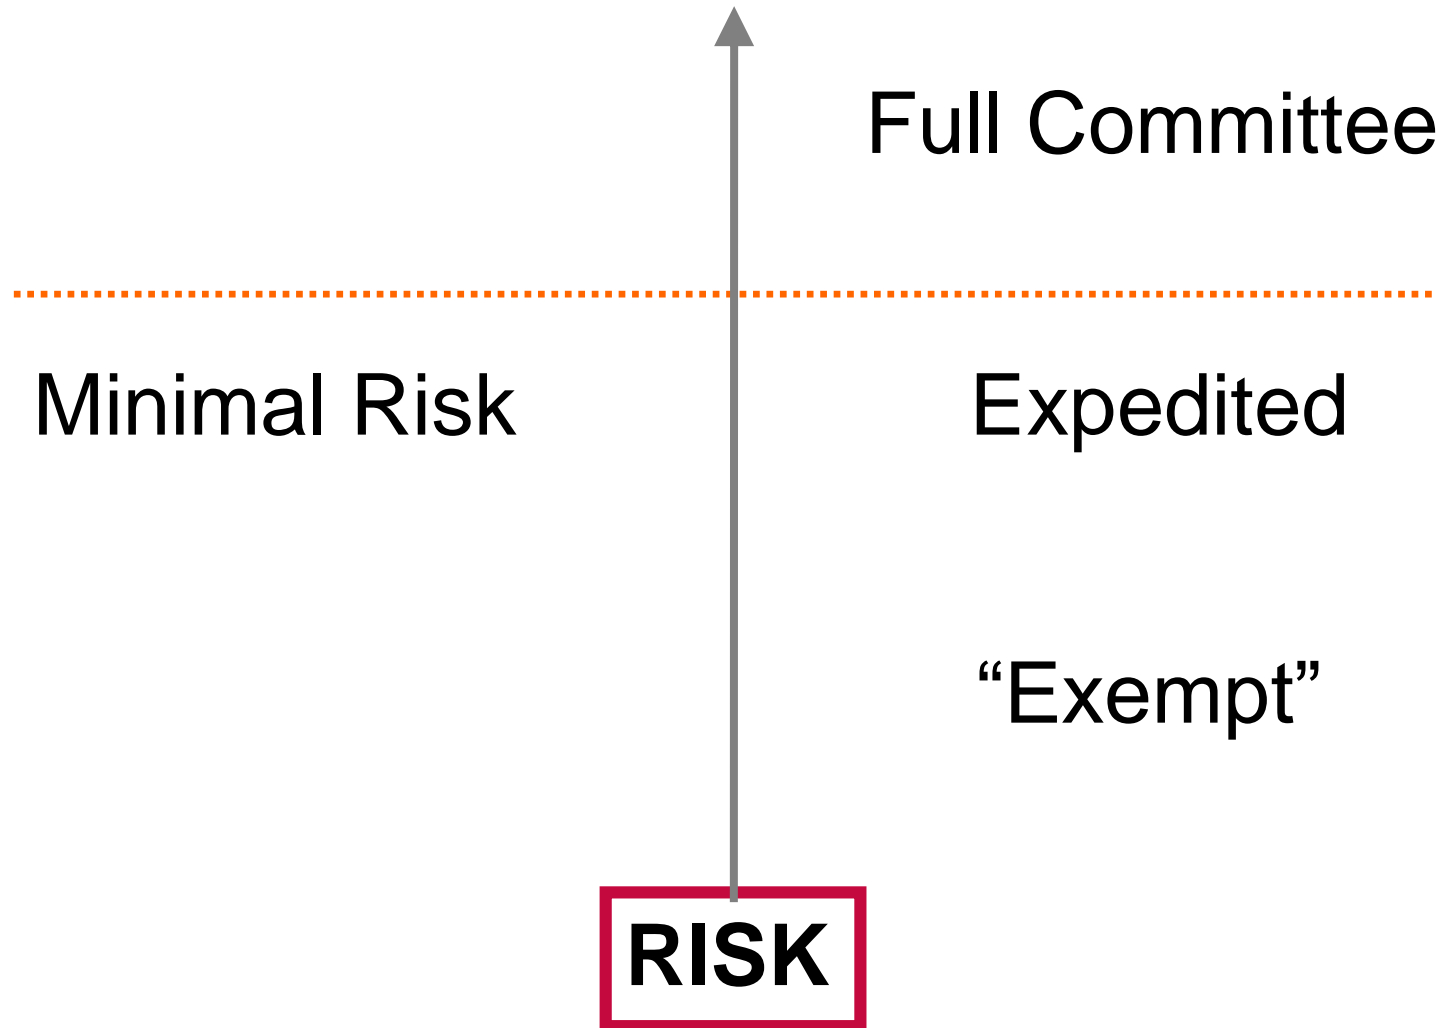 Full Committee
Minimal Risk
Expedited
“Exempt”
RISK